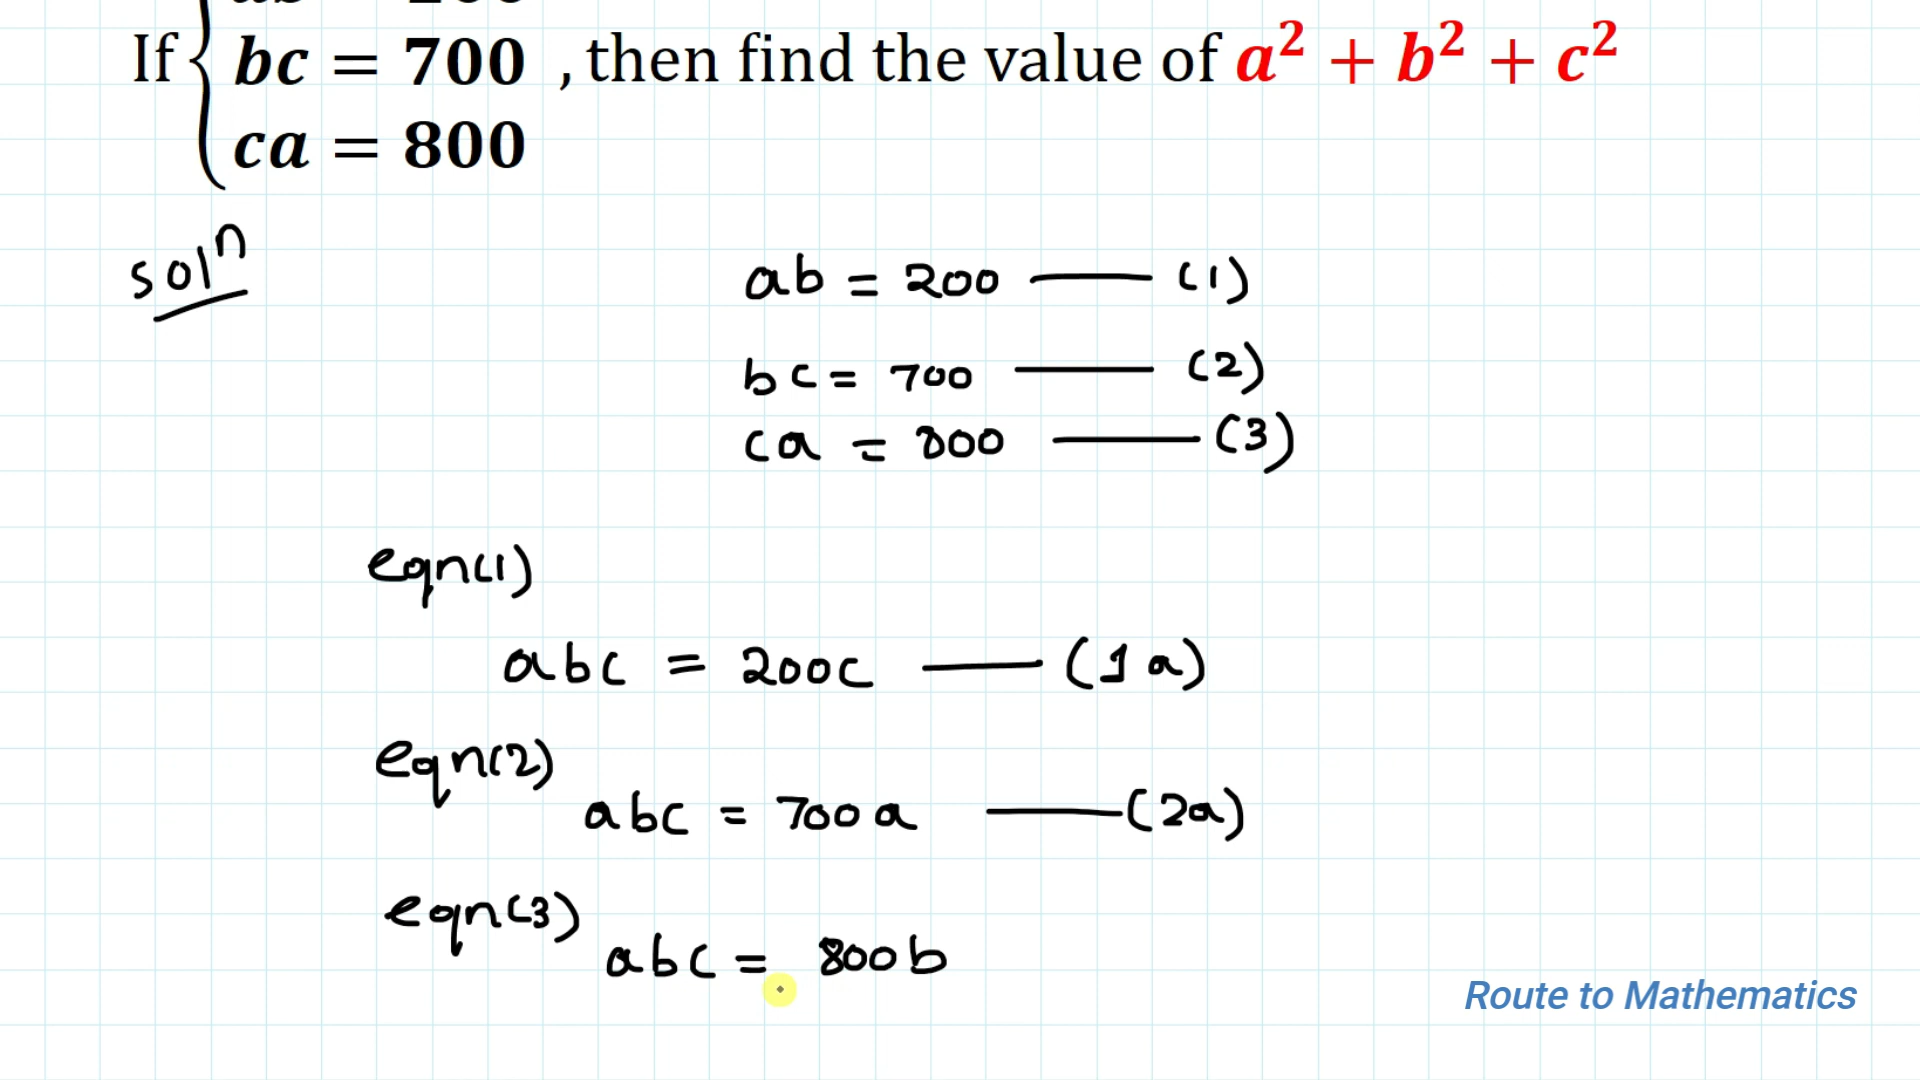 If { bc = 700 , then find the value of a² + b² + c²
ca = 800
solⁿ
ab = 200 —— (1)
bc = 700 —— (2)
ca = 800 —— (3)
eqn(1)
abc = 200c —— (1a)
eqn(2)
abc = 700a —— (2a)
eqn(3)
abc = 800b
Route to Mathematics